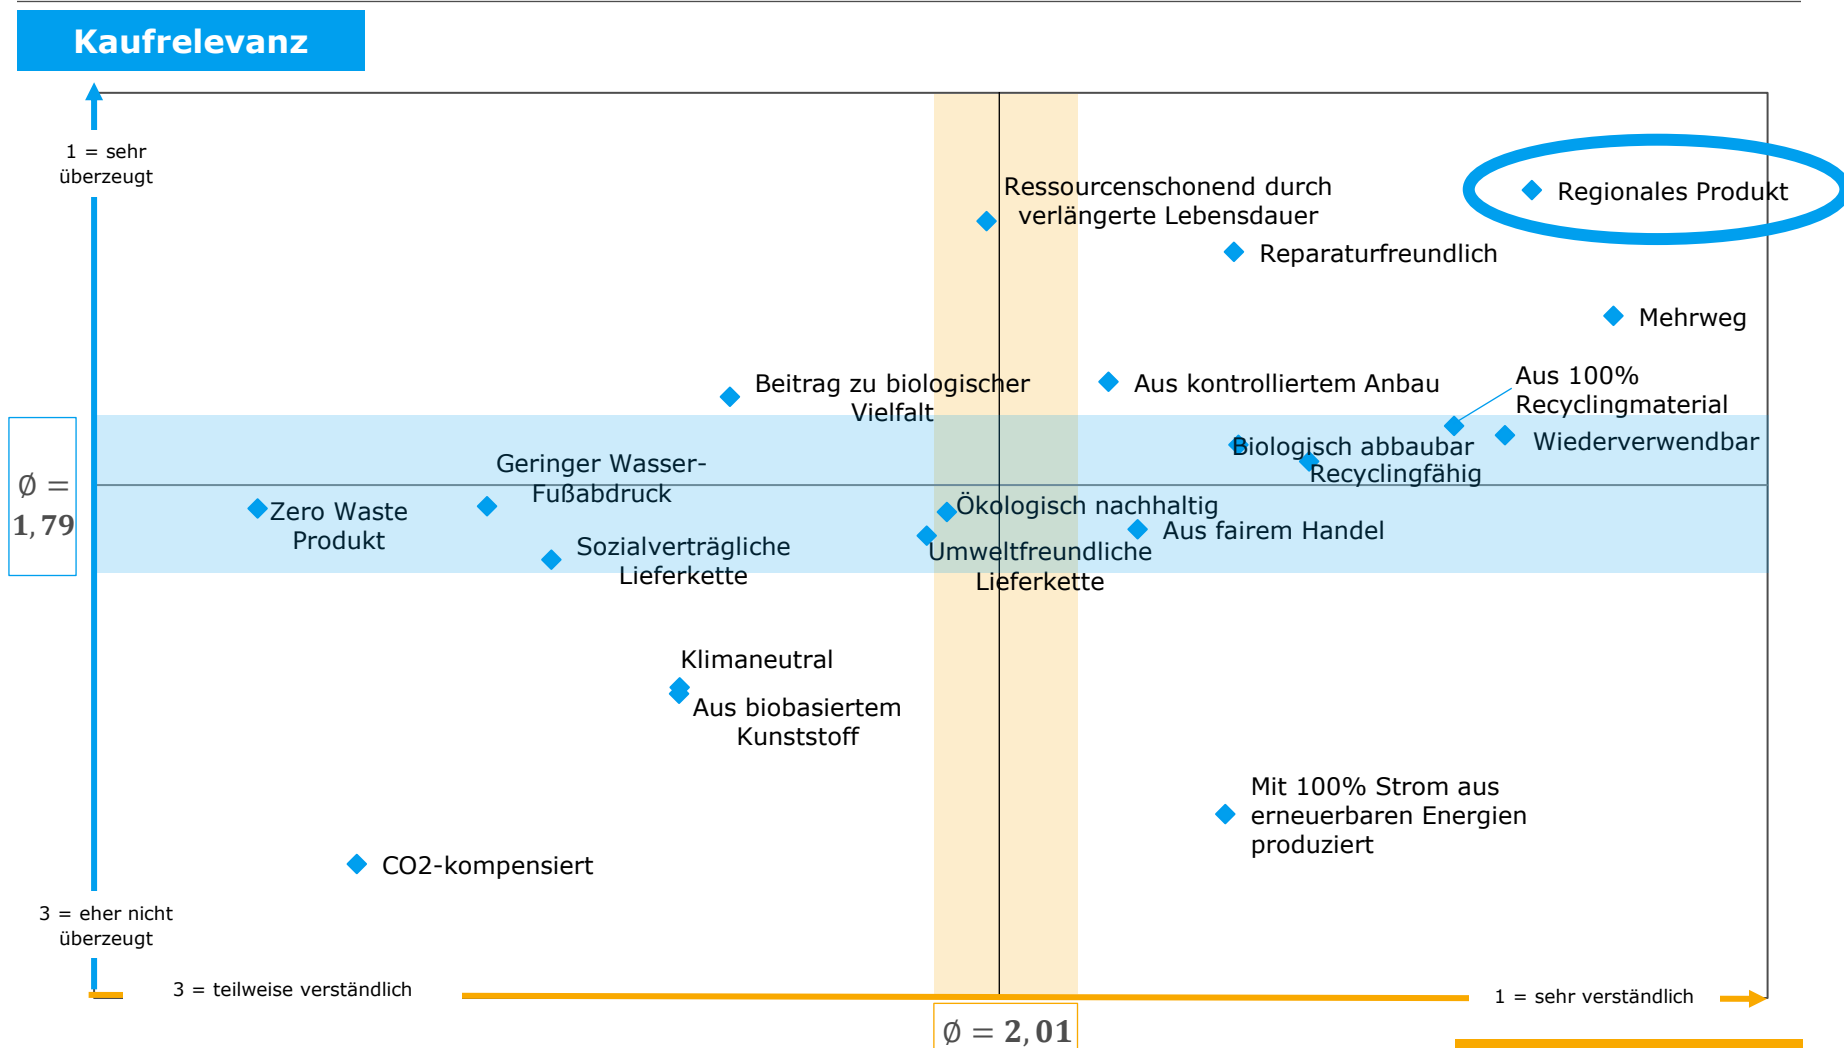 Kaufrelevanz
1 = sehr
überzeugt
Ressourcenschonend durch
verlängerte Lebensdauer
Regionales Produkt
Reparaturfreundlich
Mehrweg
Beitrag zu biologischer
Vielfalt
Aus kontrolliertem Anbau
Aus 100%
Recyclingmaterial
Wiederverwendbar
Biologisch abbaubar
Recyclingfähig
Geringer Wasser-
Fußabdruck
Ø =
1,79
Zero Waste
Produkt
Ökologisch nachhaltig
Aus fairem Handel
Sozialverträgliche
Lieferkette
Umweltfreundliche
Lieferkette
Klimaneutral
Aus biobasiertem
Kunststoff
Mit 100% Strom aus
erneuerbaren Energien
produziert
CO2-kompensiert
3 = eher nicht
überzeugt
3 = teilweise verständlich
1 = sehr verständlich
Ø = 2,01